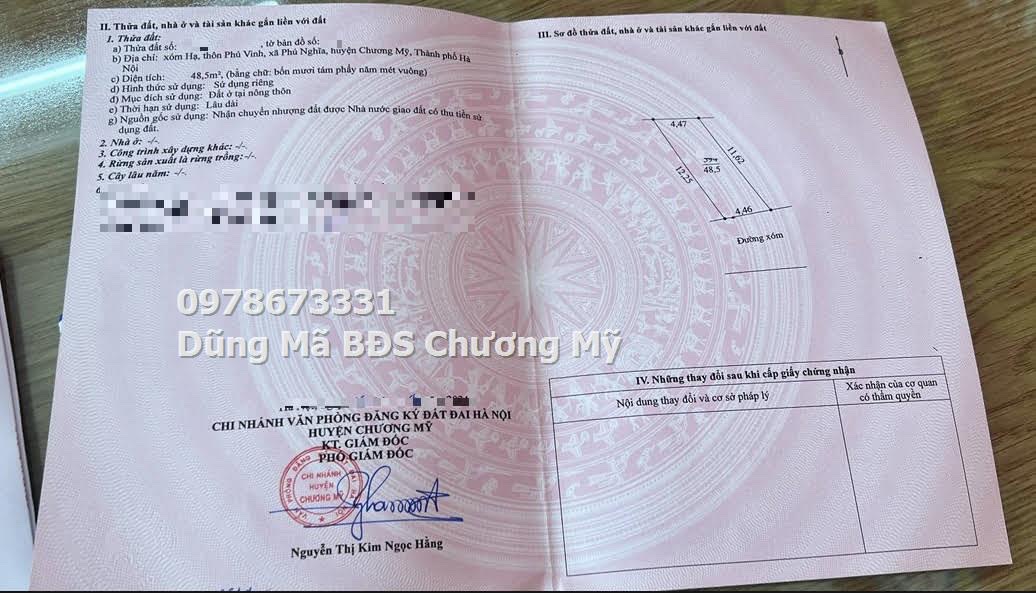 II. Thửa đất, nhà ở và tài sản khác gắn liền với đất
1. Thửa đất:
a) Thửa đất số: , tờ bản đồ số:
b) Địa chỉ: xóm Hạ, thôn Phú Vinh, xã Phú Nghĩa, huyện Chương Mỹ, Thành phố Hà
Nội
c) Diện tích: 48,5m², (bằng chữ: bốn mươi tám phẩy năm mét vuông)
d) Hình thức sử dụng: Sử dụng riêng
đ) Mục đích sử dụng: Đất ở tại nông thôn
e) Thời hạn sử dụng: Lâu dài
g) Nguồn gốc sử dụng: Nhận chuyển nhượng đất được Nhà nước giao đất có thu tiền sử
dụng đất.
2. Nhà ở: -/-.
3. Công trình xây dựng khác: -/-.
4. Rừng sản xuất là rừng trồng:-/-.
5. Cây lâu năm: -/-.
6
0978673331
Dũng Mã BĐS Chương Mỹ
CHI NHÁNH VĂN PHÒNG ĐĂNG KÝ ĐẤT ĐAI HÀ NỘI
HUYỆN CHƯƠNG MỸ
KT. GIÁM ĐỐC
PHÓ GIÁM ĐỐC
VĂN PHÒNG ĐĂNG KÝ ĐẤT ĐAI HÀ NỘI
CHI NHÁNH
HUYỆN
CHƯƠNG MỸ
Nguyễn Thị Kim Ngọc Hằng
III. Sơ đồ thửa đất, nhà ở và tài sản khác gắn liền với đất
4,47
11,62
12,25
48,5
4,46
Đường xóm
IV. Những thay đổi sau khi cấp giấy chứng nhận
Nội dung thay đổi và cơ sở pháp lý
Xác nhận của cơ quan
có thẩm quyền